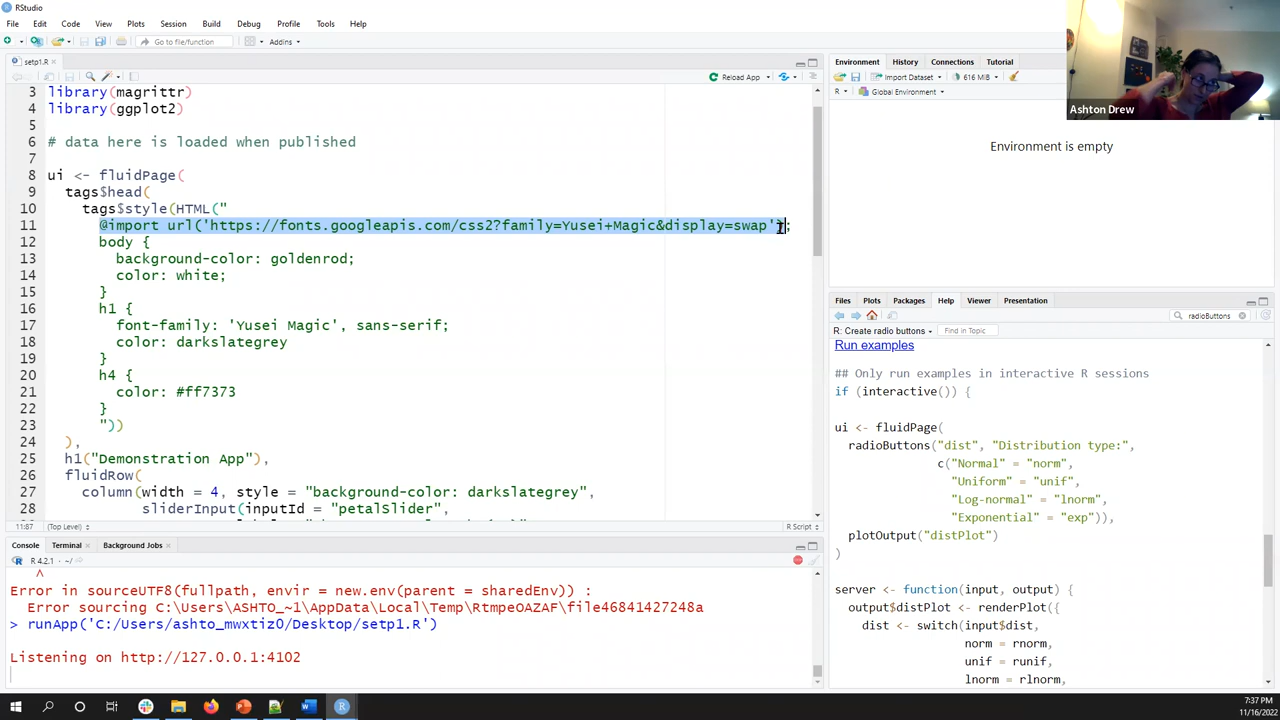 RStudio
File Edit Code View Plots Session Build Debug Profile Tools Help
Go to file/function
Addins
setp1.R
Reload App
3 library(magrittr)
4 library(ggplot2)
5
6 # data here is loaded when published
7
8 ui <- fluidPage(
9 tags$head(
10 tags$style(HTML("
11 @import url('https://fonts.googleapis.com/css2?family=Yusei+Magic&display=swap');
12 body {
13 background-color: goldenrod;
14 color: white;
15 }
16 h1 {
17 font-family: 'Yusei Magic', sans-serif;
18 color: darkslategrey
19 }
20 h4 {
21 color: #ff7373
22 }
23 "))
24 ),
25 h1("Demonstration App"),
26 fluidRow(
27 column(width = 4, style = "background-color: darkslategrey",
28 sliderInput(inputId = "petalSlider",
11:87 (Top Level) R Script
Console Terminal Background Jobs
R 4.2.1 · ~/
^
Error in sourceUTF8(fullpath, envir = new.env(parent = sharedEnv)) :
Error sourcing C:\Users\ASHTO_~1\AppData\Local\Temp\RtmpeOAZAF\file46841427248a
> runApp('C:/Users/ashto_mwxtiz0/Desktop/setp1.R')
Listening on http://127.0.0.1:4102
Environment History Connections Tutorial
Import Dataset 616 MiB
R Global Environment
Environment is empty
Ashton Drew
Files Plots Packages Help Viewer Presentation
radioButtons
R: Create radio buttons Find in Topic
Run examples
## Only run examples in interactive R sessions
if (interactive()) {
ui <- fluidPage(
radioButtons("dist", "Distribution type:",
c("Normal" = "norm",
"Uniform" = "unif",
"Log-normal" = "lnorm",
"Exponential" = "exp")),
plotOutput("distPlot")
)
server <- function(input, output) {
output$distPlot <- renderPlot({
dist <- switch(input$dist,
norm = rnorm,
unif = runif,
lnorm = rlnorm,
7:37 PM
11/16/2022